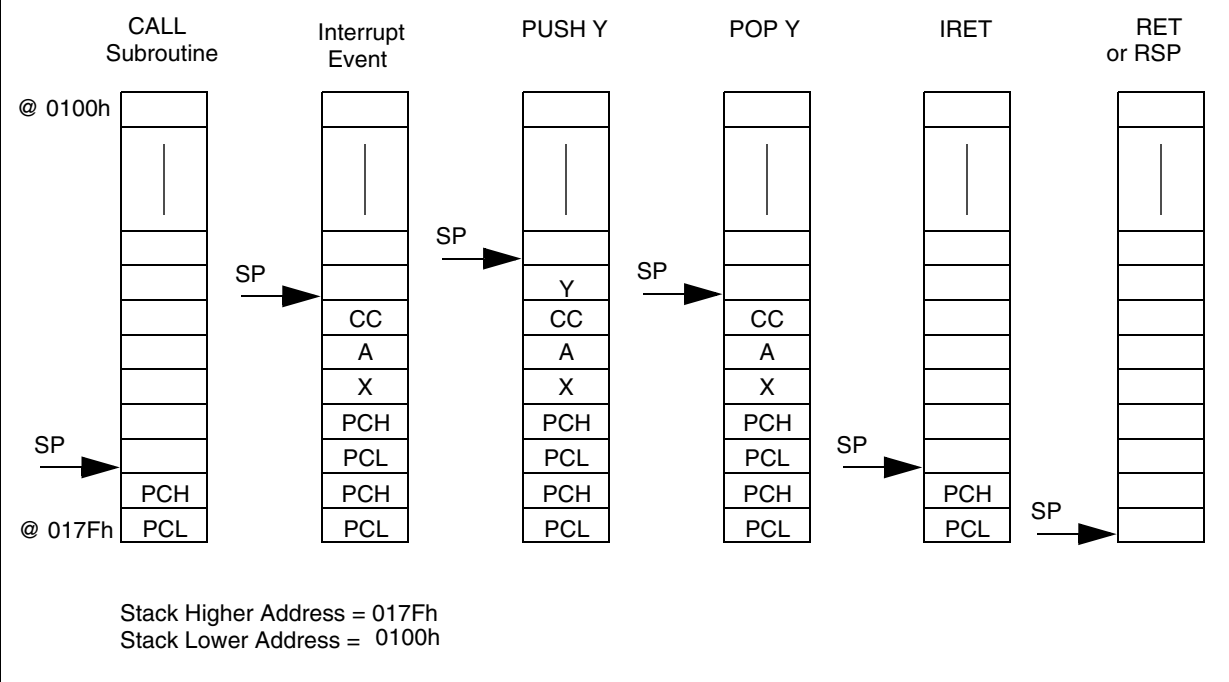 CALL
Subroutine
Interrupt
Event
PUSH Y
POP Y
IRET
RET
or RSP
@ 0100h
SP
SP
SP
Y
CC
CC
CC
A
A
A
X
X
X
PCH
PCH
PCH
SP
SP
PCL
PCL
PCL
PCH
PCH
PCH
PCH
PCH
SP
@ 017Fh
PCL
PCL
PCL
PCL
PCL
Stack Higher Address = 017Fh
Stack Lower Address = 0100h